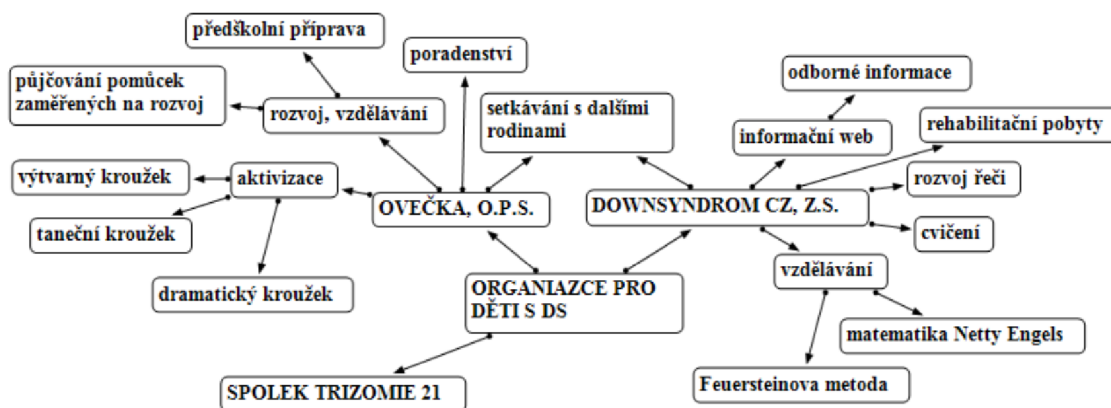 předškolní příprava
poradenství
odborné informace
půjčování pomůcek
zaměřených na rozvoj
rozvoj, vzdělávání
setkávání s dalšími
rodinami
informační web
rehabilitační pobyty
výtvarný kroužek
aktivizace
rozvoj řeči
OVEČKA, O.P.S.
DOWNSYNDROM CZ, Z.S.
taneční kroužek
cvičení
vzdělávání
dramatický kroužek
ORGANIAZCE PRO
DĚTI S DS
matematika Netty Engels
SPOLEK TRIZOMIE 21
Feuersteinova metoda